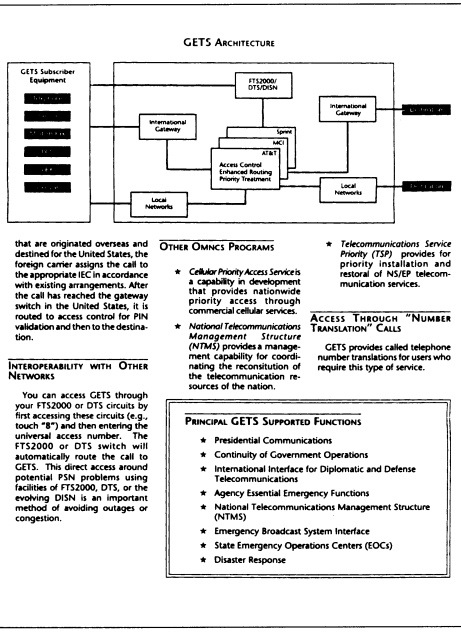 GETS ARCHITECTURE
GETS Subscriber
Equipment
FTS2000/
DTS/DISN
International
Gateway
International
Gateway
Sprint
MCI
AT&T
Access Control
Enhanced Routing
Priority Treatment
Local
Networks
Local
Networks
that are originated overseas and
destined for the United States, the
foreign carrier assigns the call to
the appropriate IEC in accordance
with existing arrangements. After
the call has reached the gateway
switch in the United States, it is
routed to access control for PIN
validation and then to the destina-
tion.
INTEROPERABILITY WITH OTHER
NETWORKS
You can access GETS through
your FTS2000 or DTS circuits by
first accessing these circuits (e.g.,
touch "8") and then entering the
universal access number. The
FTS2000 or DTS switch will
automatically route the call to
GETS. This direct access around
potential PSN problems using
facilities of FTS2000, DTS, or the
evolving DISN is an important
method of avoiding outages or
congestion.
OTHER OMNCS PROGRAMS
★ Cellular Priority Access Service is
a capability in development
that provides nationwide
priority access through
commercial cellular services.
★ National Telecommunications
Management Structure
(NTMS) provides a manage-
ment capability for coordi-
nating the reconsitution of
the telecommunication re-
sources of the nation.
★ Telecommunications Service
Priority (TSP) provides for
priority installation and
restoral of NS/EP telecom-
munication services.
ACCESS THROUGH "NUMBER
TRANSLATION" CALLS
GETS provides called telephone
number translations for users who
require this type of service.
PRINCIPAL GETS SUPPORTED FUNCTIONS
★ Presidential Communications
★ Continuity of Government Operations
★ International Interface for Diplomatic and Defense
Telecommunications
★ Agency Essential Emergency Functions
★ National Telecommunications Management Structure
(NTMS)
★ Emergency Broadcast System Interface
★ State Emergency Operations Centers (EOCs)
★ Disaster Response